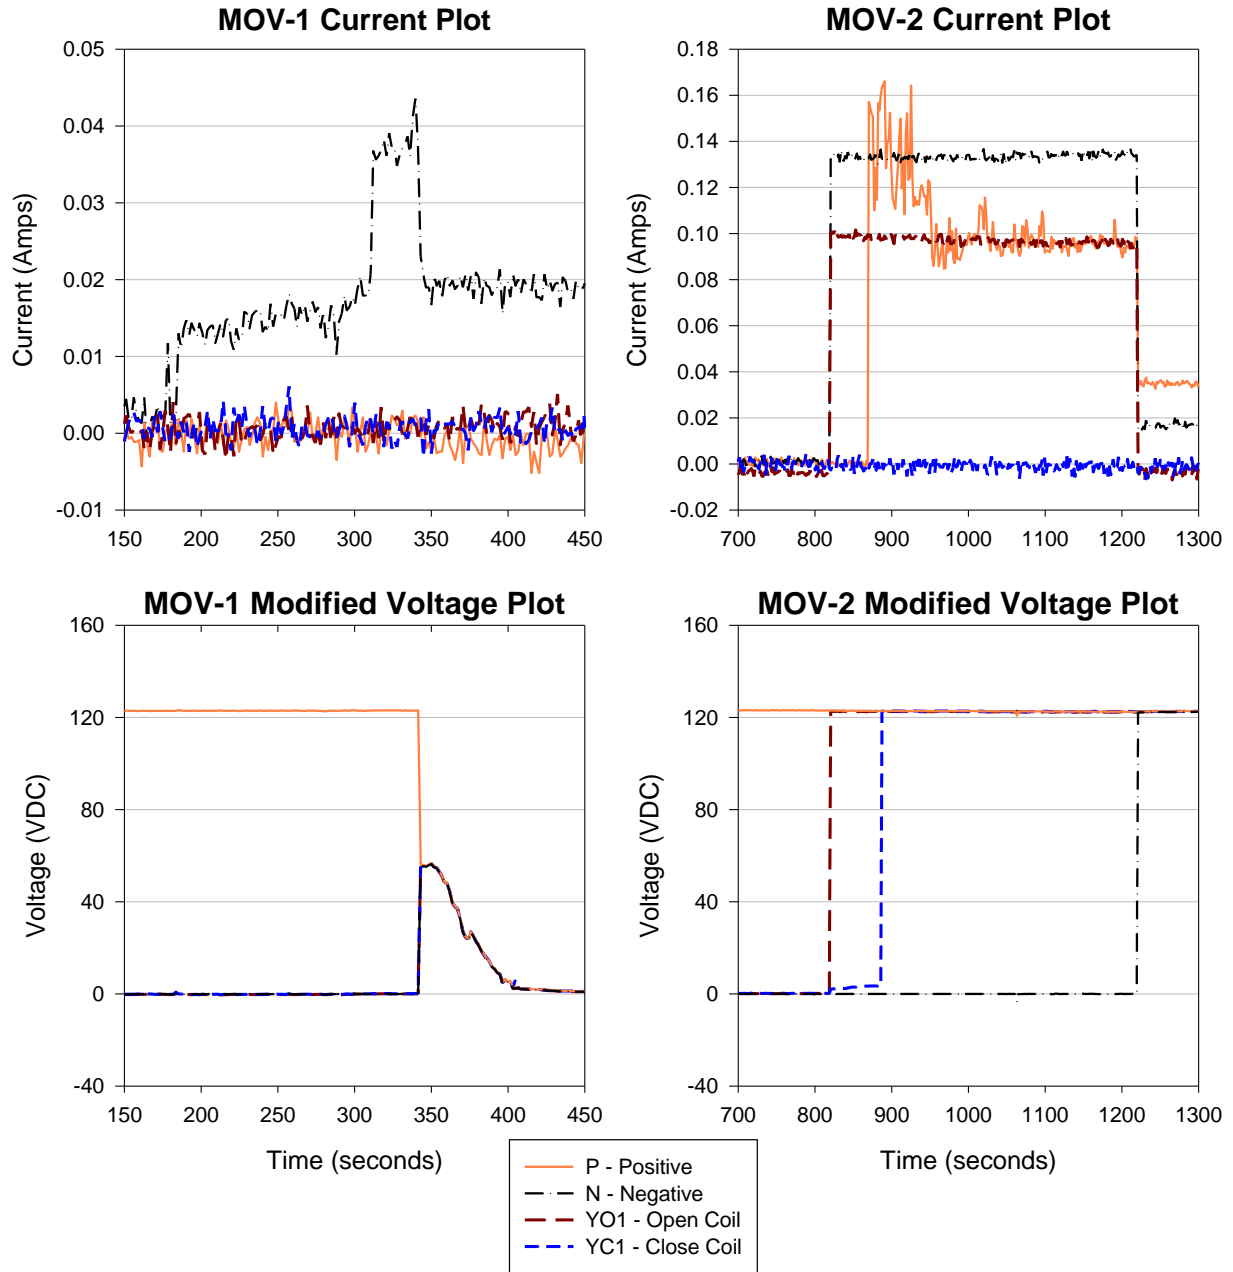 MOV-1 Current Plot
0.05
0.04
0.03
0.02
0.01
0.00
-0.01
Current (Amps)
150 200 250 300 350 400 450
MOV-2 Current Plot
0.18
0.16
0.14
0.12
0.10
0.08
0.06
0.04
0.02
0.00
-0.02
Current (Amps)
700 800 900 1000 1100 1200 1300
MOV-1 Modified Voltage Plot
160
120
80
40
0
-40
Voltage (VDC)
150 200 250 300 350 400 450
Time (seconds)
MOV-2 Modified Voltage Plot
160
120
80
40
0
-40
Voltage (VDC)
700 800 900 1000 1100 1200 1300
Time (seconds)
P - Positive
N - Negative
YO1 - Open Coil
YC1 - Close Coil